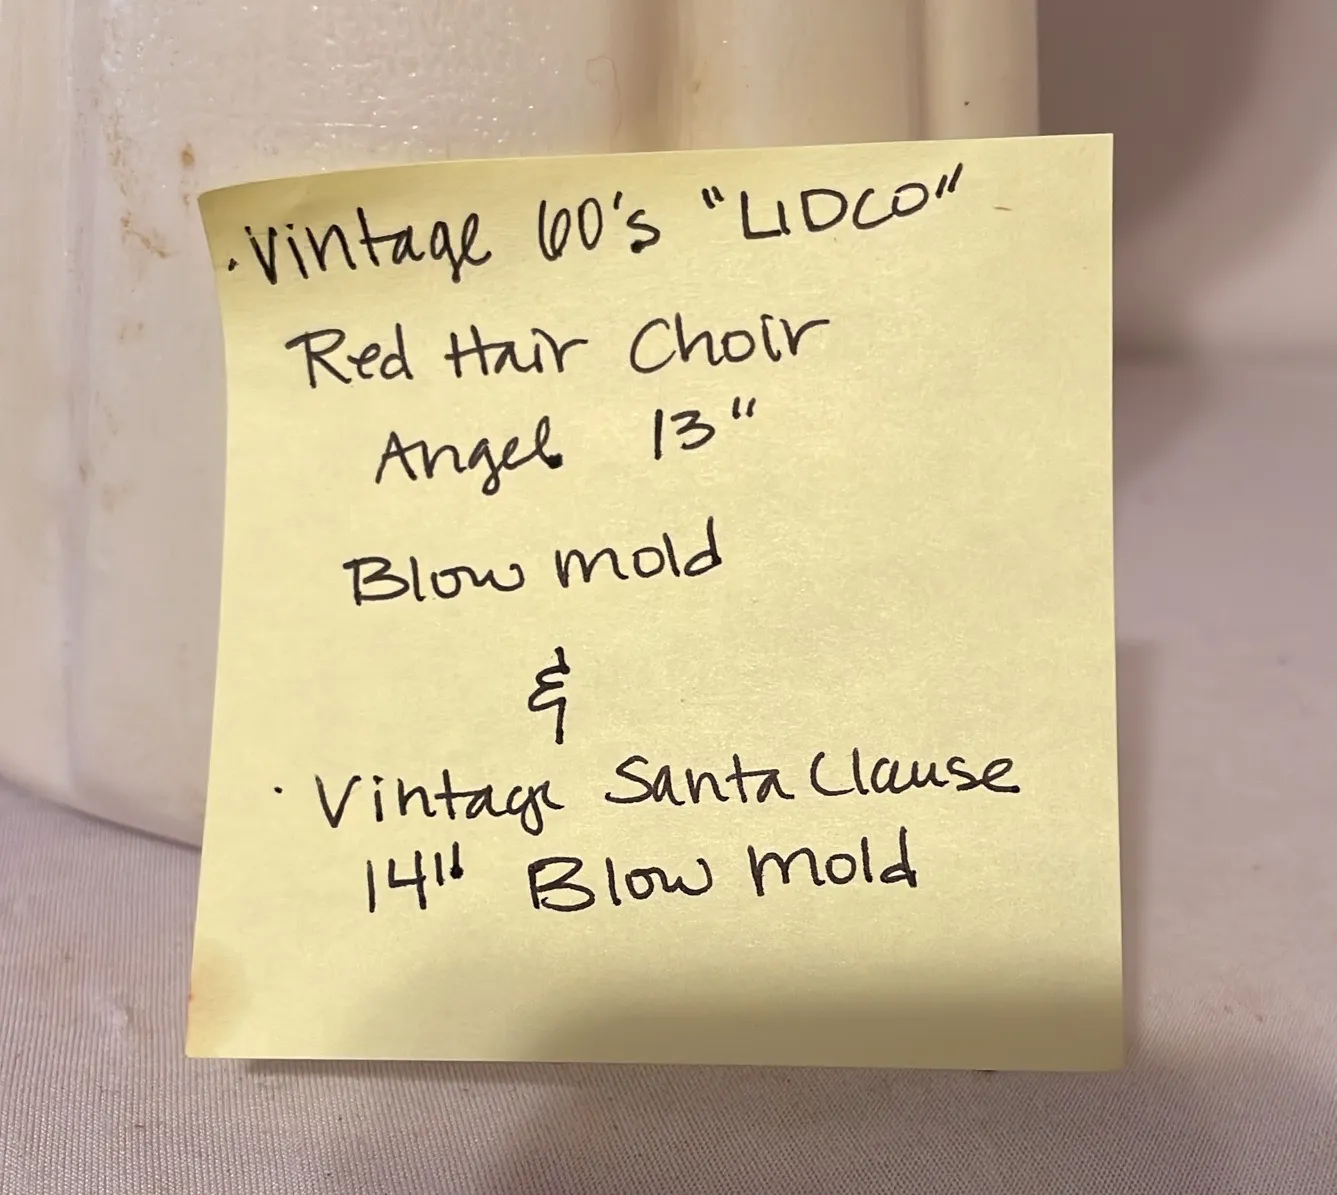 · Vintage 60's "LIDCO"
Red Hair Choir
Angel 13"
Blow mold
&
· Vintage Santa Clause
14" Blow mold